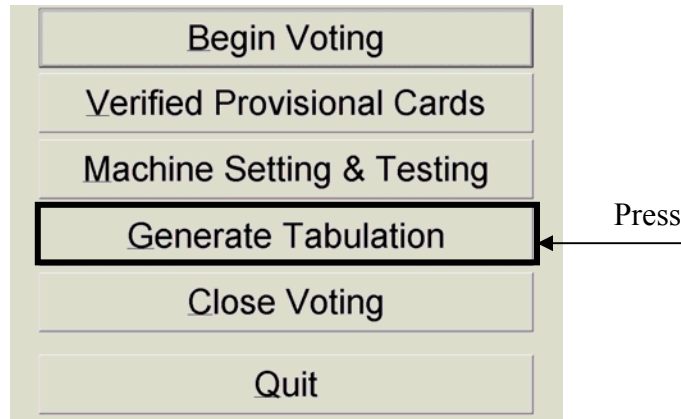 Begin Voting
Verified Provisional Cards
Machine Setting & Testing
Generate Tabulation
Press
Close Voting
Quit